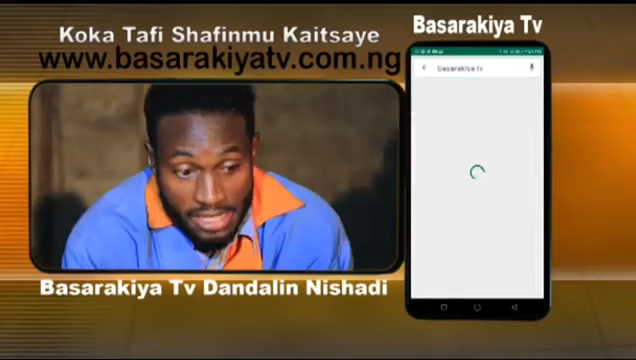 Koka Tafi Shafinmu Kaitsaye
Basarakiya Tv
www.basarakiyatv.com.ng
basarakiya tv
Basarakiya Tv Dandalin Nishadi